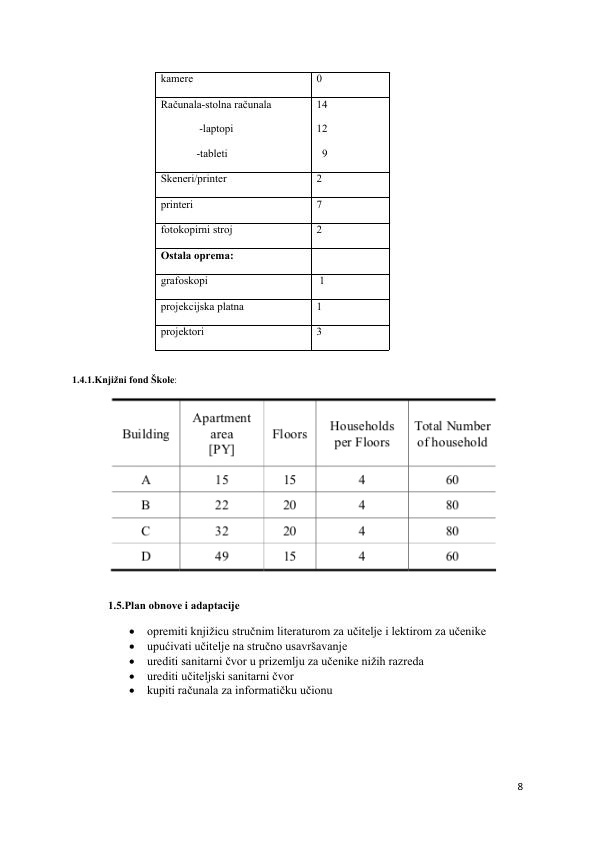 kamere 0
Računala-stolna računala 14
-laptopi 12
-tableti 9
Skeneri/printer 2
printeri 7
fotokopirni stroj 2
Ostala oprema:
grafoskopi 1
projekcijska platna 1
projektori 3
1.4.1.Knjižni fond Škole:
Building Apartment area [PY] Floors Households per Floors Total Number of household
A 15 15 4 60
B 22 20 4 80
C 32 20 4 80
D 49 15 4 60
1.5.Plan obnove i adaptacije
• opremiti knjižicu stručnim literaturom za učitelje i lektirom za učenike
• upućivati učitelje na stručno usavršavanje
• urediti sanitarni čvor u prizemlju za učenike nižih razreda
• urediti učiteljski sanitarni čvor
• kupiti računala za informatičku učionu
8